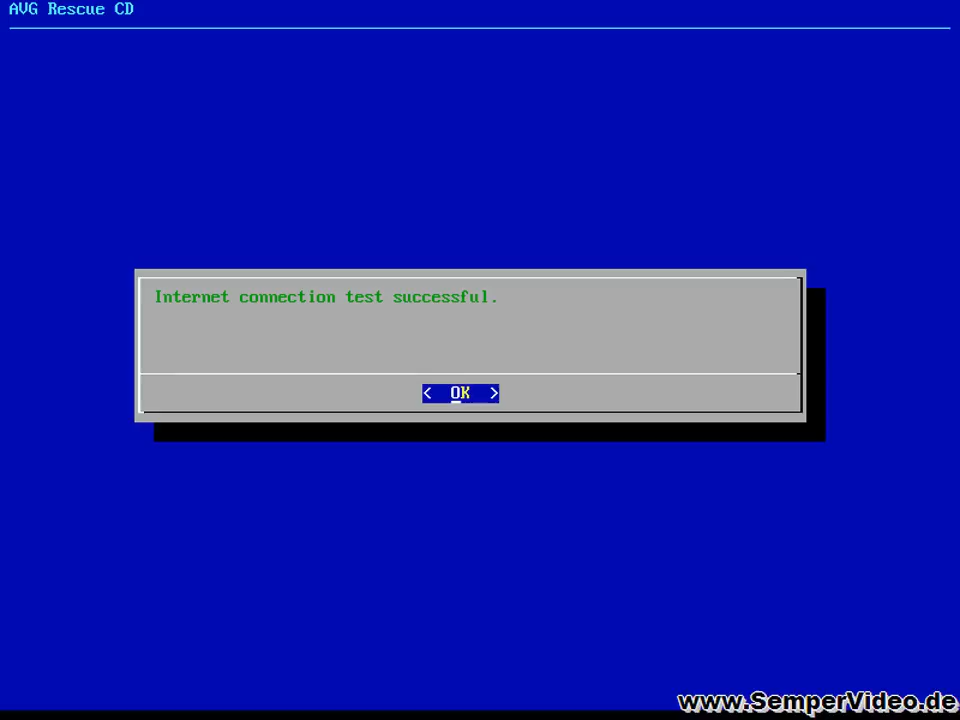 AVG Rescue CD
Internet connection test successful.
< OK >
www.SemperVideo.de